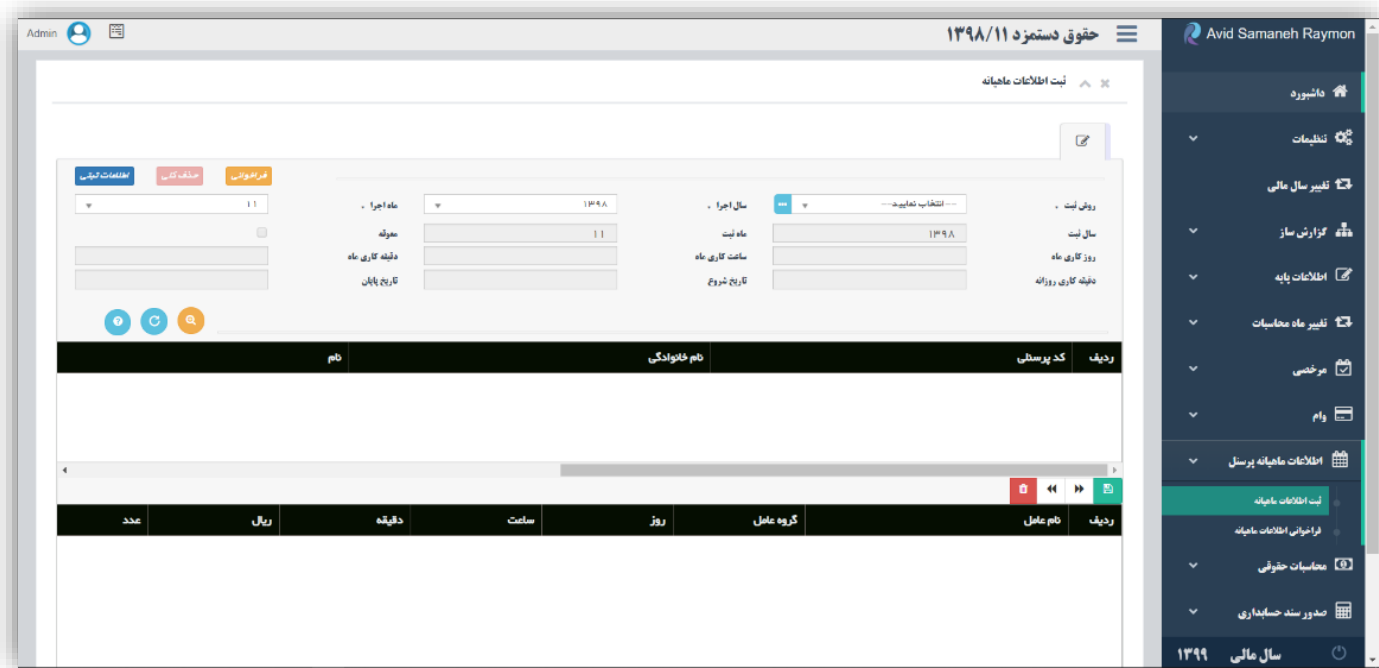 Avid Samaneh Raymon
حقوق دستمزد ۱۳۹۸/۱۱
Admin
داشبورد
تنظیمات
تغییر سال مالی
گزارش ساز
اطلاعات پایه
تغییر ماه محاسبات
مرخصی
وام
اطلاعات ماهیانه پرسنل
ثبت اطلاعات ماهیانه
فراخوانی اطلاعات ماهیانه
محاسبات حقوقی
صدور سند حسابداری
سال مالی ۱۳۹۹
ثبت اطلاعات ماهیانه
فراخوانی حذف کلی اطلاعات ثبتی
روش ثبت --انتخاب نمایید-- سال اجرا ۱۳۹۸ ماه اجرا ۱۱
سال ثبت ۱۳۹۸ ماه ثبت ۱۱ معوقه
روز کاری ماه ساعت کاری ماه دقیقه کاری ماه
دقیقه کاری روزانه تاریخ شروع تاریخ پایان
ردیف کد پرسنلی نام خانوادگی نام
ردیف نام عامل گروه عامل روز ساعت دقیقه ریال عدد